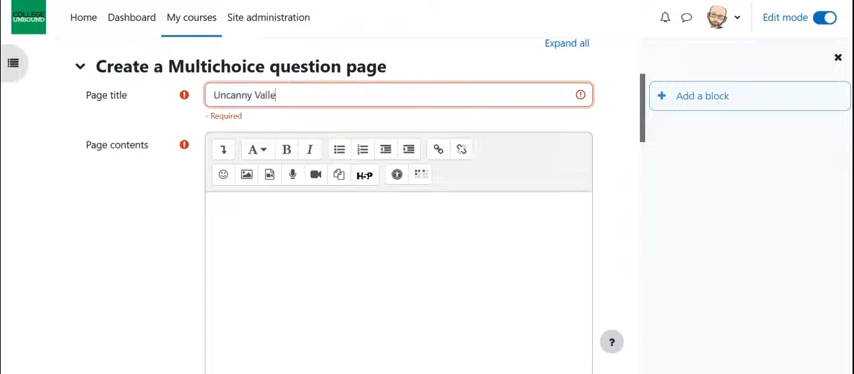 COLLEGE
UNBOUND
Home Dashboard My courses Site administration Edit mode
Expand all
Create a Multichoice question page
Page title Uncanny Valle
- Required
Page contents
A B I
H-P
Add a block
?